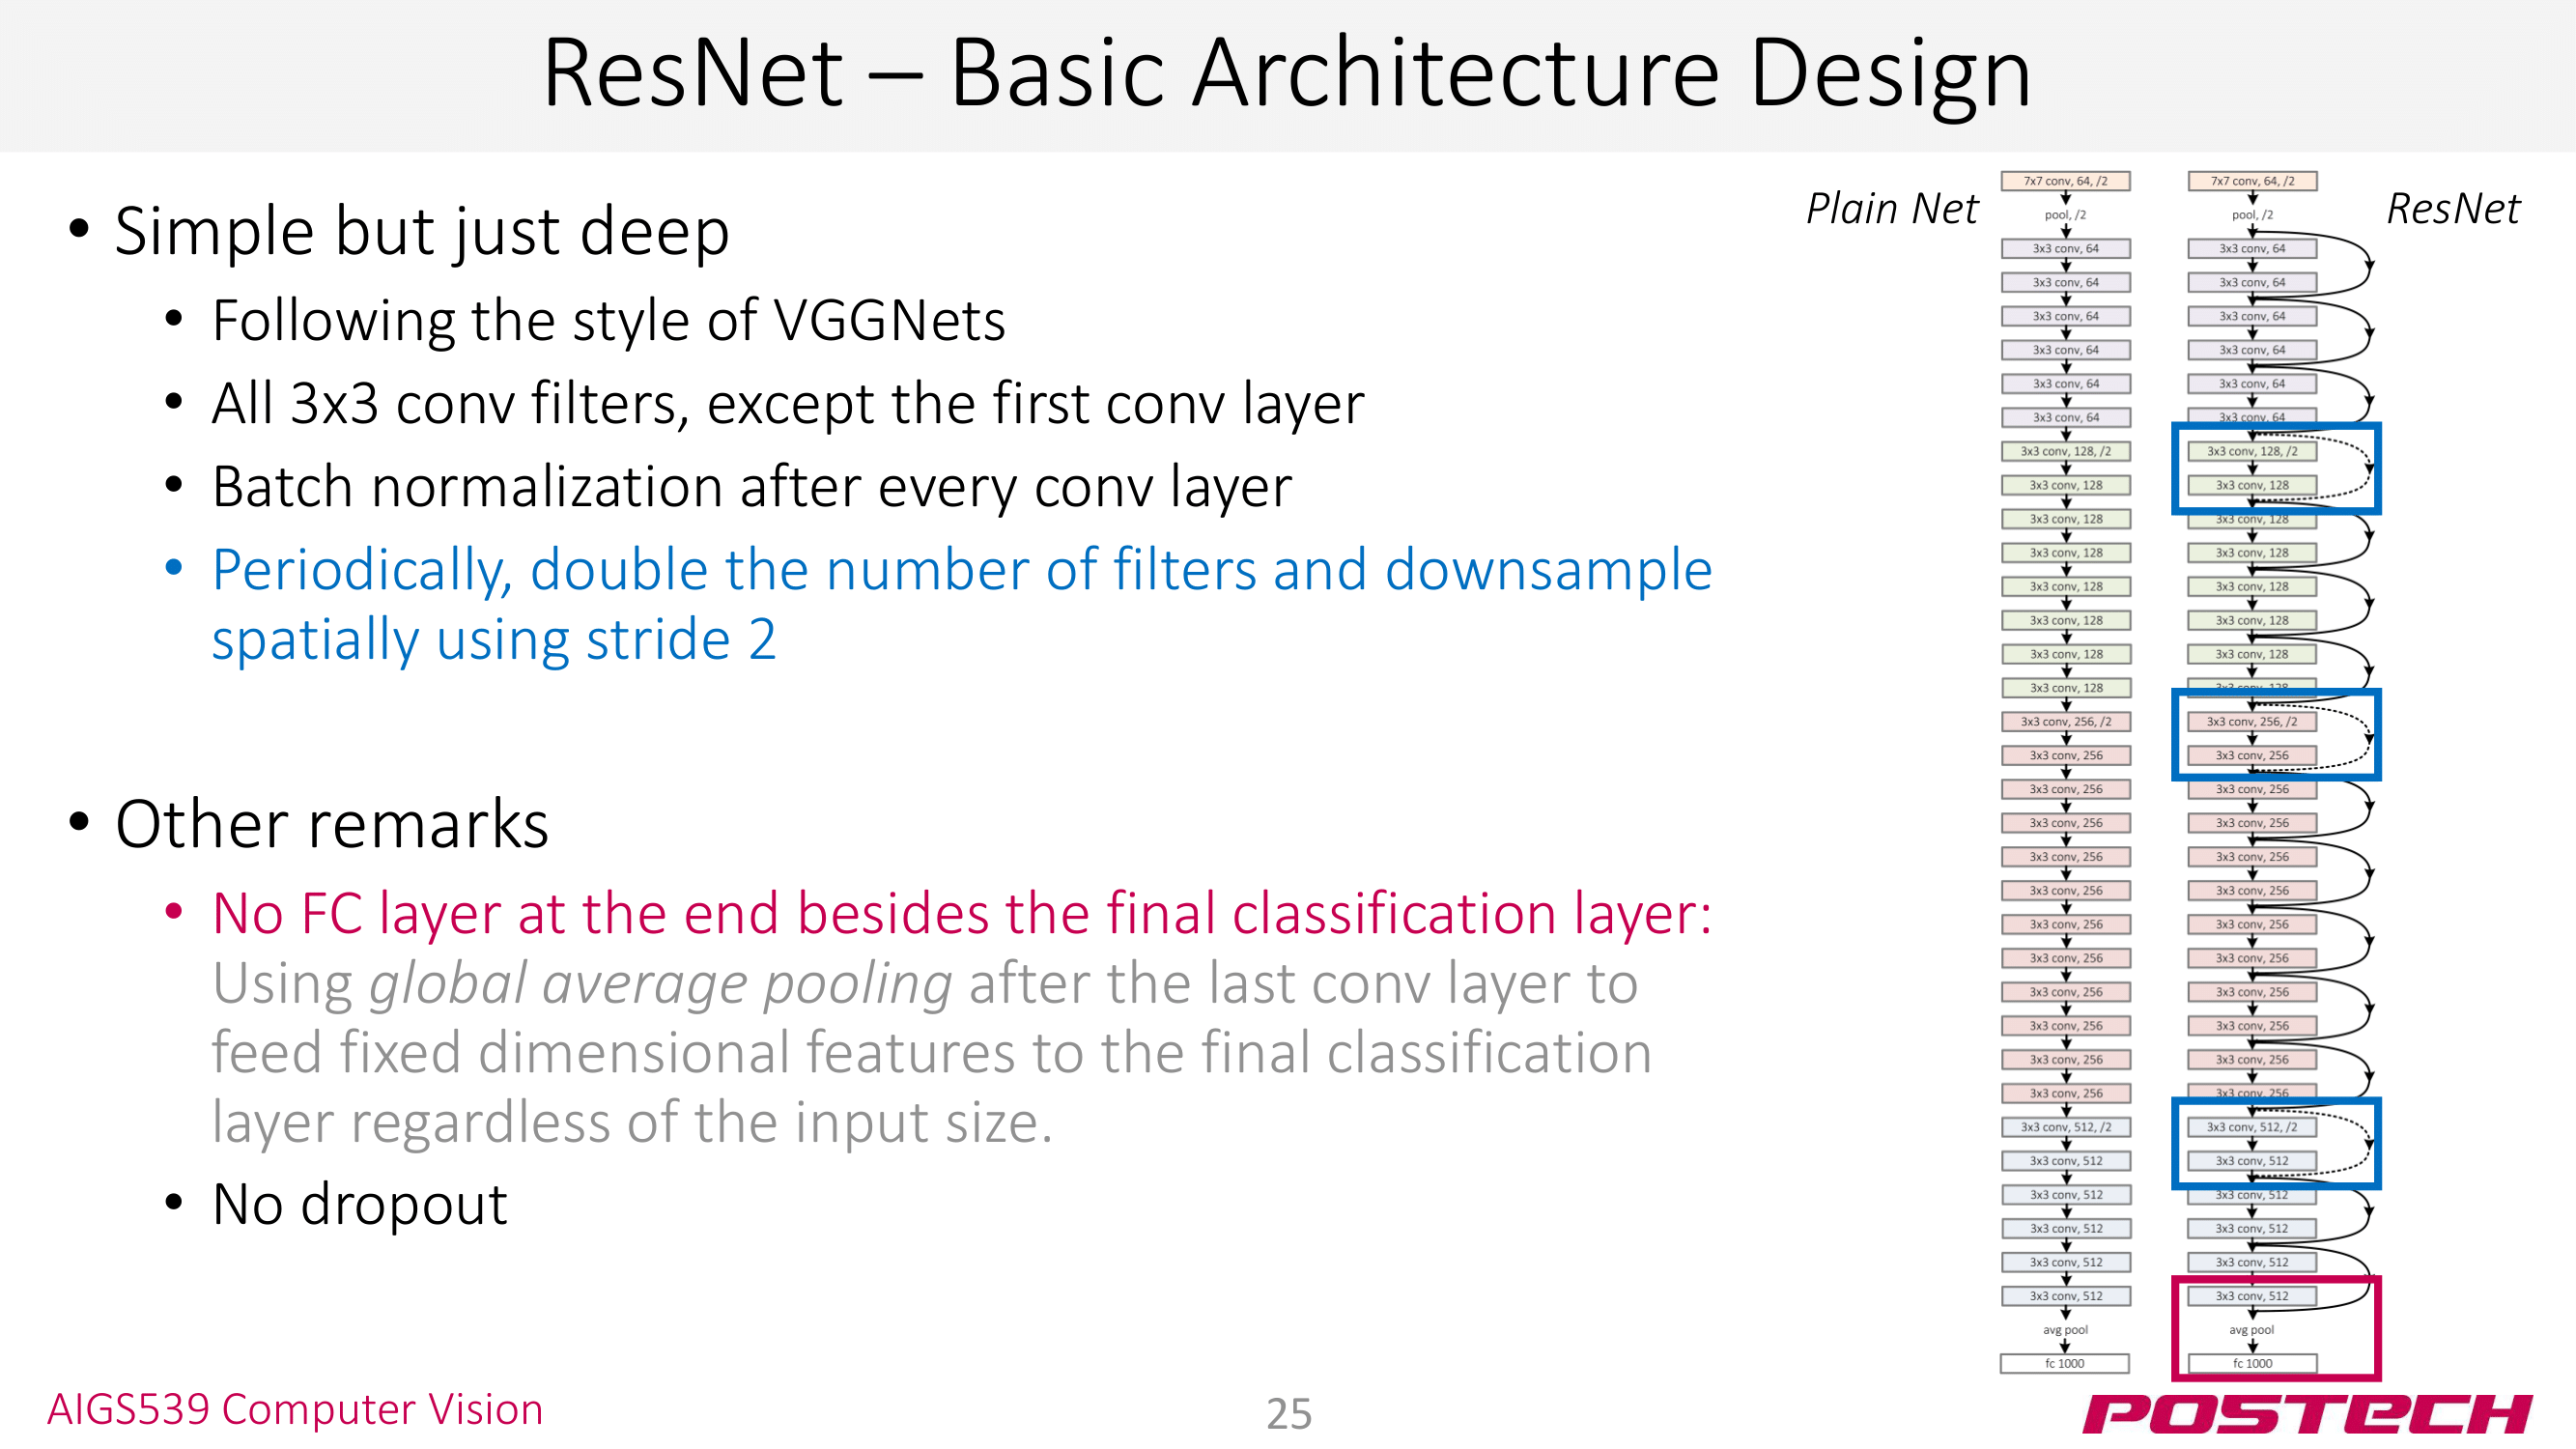 ResNet – Basic Architecture Design
• Simple but just deep
• Following the style of VGGNets
• All 3x3 conv filters, except the first conv layer
• Batch normalization after every conv layer
• Periodically, double the number of filters and downsample
spatially using stride 2
• Other remarks
• No FC layer at the end besides the final classification layer:
Using global average pooling after the last conv layer to
feed fixed dimensional features to the final classification
layer regardless of the input size.
• No dropout
Plain Net
7x7 conv, 64, /2
pool, /2
3x3 conv, 64
3x3 conv, 64
3x3 conv, 64
3x3 conv, 64
3x3 conv, 64
3x3 conv, 64
3x3 conv, 128, /2
3x3 conv, 128
3x3 conv, 128
3x3 conv, 128
3x3 conv, 128
3x3 conv, 128
3x3 conv, 128
3x3 conv, 128
3x3 conv, 256, /2
3x3 conv, 256
3x3 conv, 256
3x3 conv, 256
3x3 conv, 256
3x3 conv, 256
3x3 conv, 256
3x3 conv, 256
3x3 conv, 256
3x3 conv, 256
3x3 conv, 256
3x3 conv, 256
3x3 conv, 512, /2
3x3 conv, 512
3x3 conv, 512
3x3 conv, 512
3x3 conv, 512
3x3 conv, 512
avg pool
fc 1000
ResNet
7x7 conv, 64, /2
pool, /2
3x3 conv, 64
3x3 conv, 64
3x3 conv, 64
3x3 conv, 64
3x3 conv, 64
3x3 conv, 64
3x3 conv, 128, /2
3x3 conv, 128
3x3 conv, 128
3x3 conv, 128
3x3 conv, 128
3x3 conv, 128
3x3 conv, 128
3x3 conv, 128
3x3 conv, 256, /2
3x3 conv, 256
3x3 conv, 256
3x3 conv, 256
3x3 conv, 256
3x3 conv, 256
3x3 conv, 256
3x3 conv, 256
3x3 conv, 256
3x3 conv, 256
3x3 conv, 256
3x3 conv, 256
3x3 conv, 512, /2
3x3 conv, 512
3x3 conv, 512
3x3 conv, 512
3x3 conv, 512
3x3 conv, 512
avg pool
fc 1000
AIGS539 Computer Vision
25
POSTECH